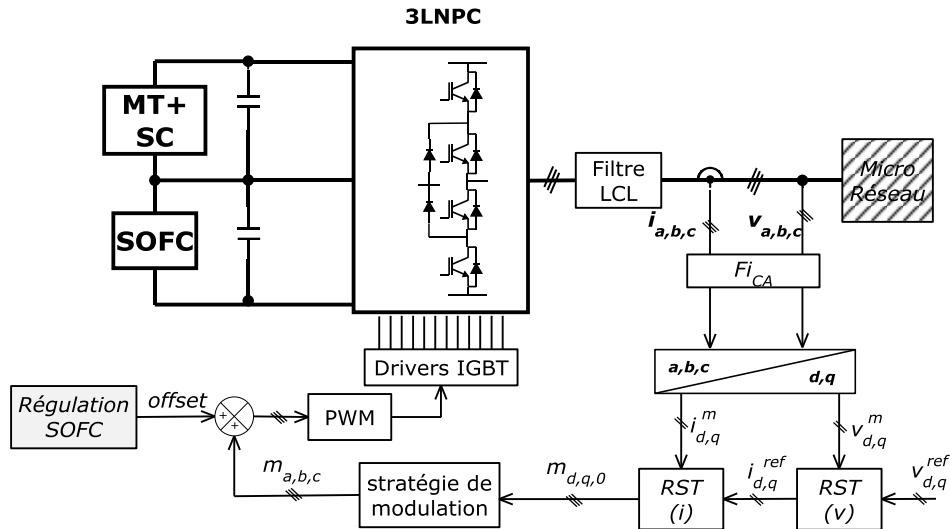 3LNPC
MT+
SC
SOFC
Filtre
LCL
Micro
Réseau
i a,b,c
v a,b,c
Fi CA
a,b,c
d,q
Drivers IGBT
Régulation
SOFC
offset
+
+
PWM
i d,q m
v d,q m
m a,b,c
stratégie de
modulation
m d,q,0
RST
(i)
i d,q ref
RST
(v)
v d,q ref